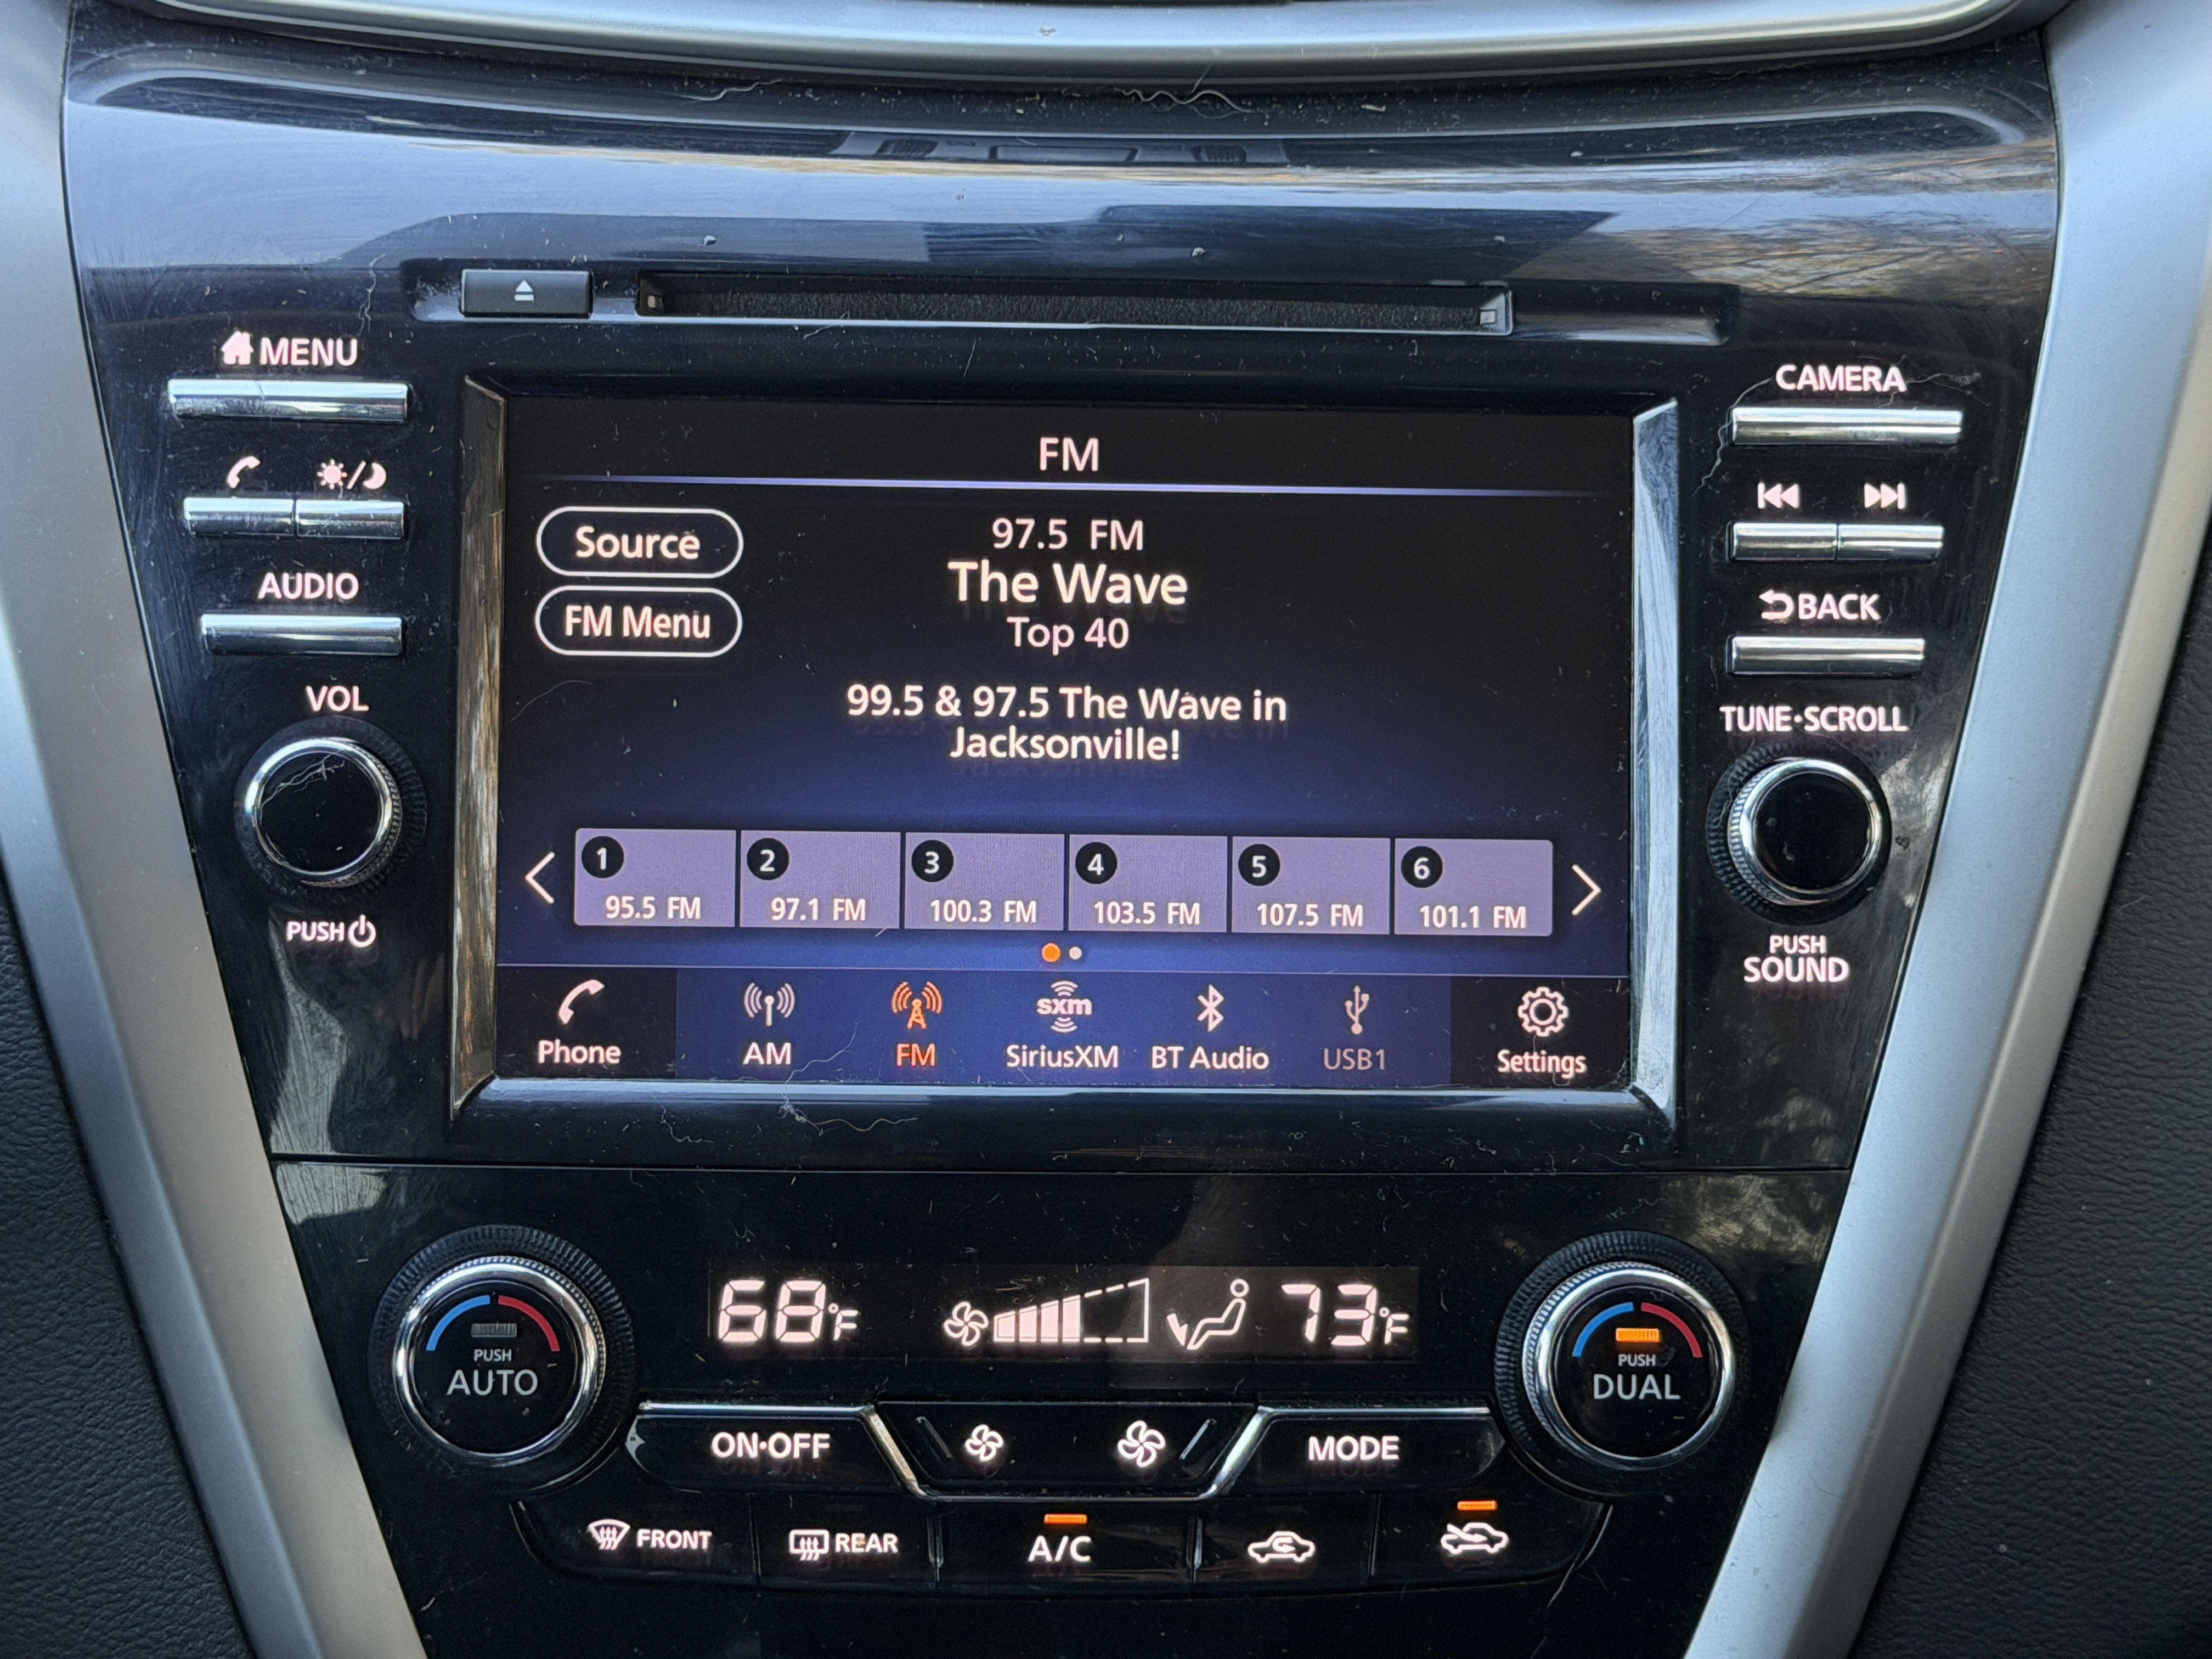 MENU
CAMERA
AUDIO
BACK
VOL
TUNE•SCROLL
PUSH
PUSH
SOUND
FM
Source
FM Menu
97.5 FM
The Wave
Top 40
99.5 & 97.5 The Wave in
Jacksonville!
1 2 3 4 5 6
95.5 FM 97.1 FM 100.3 FM 103.5 FM 107.5 FM 101.1 FM
Phone AM FM sxm SiriusXM BT Audio USB1 Settings
68°F 73°F
PUSH
AUTO
PUSH
DUAL
ON•OFF MODE
FRONT REAR A/C